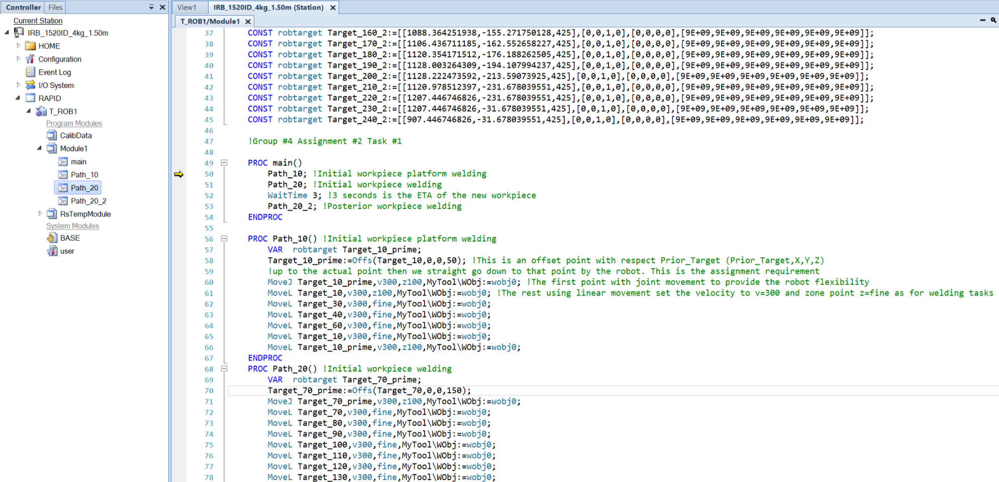 Controller Files
Current Station
IRB_1520ID_4kg_1.50m
HOME
Configuration
Event Log
I/O System
RAPID
T_ROB1
Program Modules
CalibData
Module1
main
Path_10
Path_20
Path_20_2
RsTempModule
System Modules
BASE
user
View1 IRB_1520ID_4kg_1.50m (Station)
T_ROB1/Module1
37 CONST robtarget Target_160_2:=[[1088.364251938,-155.271750128,425],[0,0,1,0],[0,0,0,0],[9E+09,9E+09,9E+09,9E+09,9E+09,9E+09]];
38 CONST robtarget Target_170_2:=[[1106.436711185,-162.552658227,425],[0,0,1,0],[0,0,0,0],[9E+09,9E+09,9E+09,9E+09,9E+09,9E+09]];
39 CONST robtarget Target_180_2:=[[1120.354171512,-176.188262505,425],[0,0,1,0],[0,0,0,0],[9E+09,9E+09,9E+09,9E+09,9E+09,9E+09]];
40 CONST robtarget Target_190_2:=[[1128.003264309,-194.107994237,425],[0,0,1,0],[0,0,0,0],[9E+09,9E+09,9E+09,9E+09,9E+09,9E+09]];
41 CONST robtarget Target_200_2:=[[1128.222473592,-213.59073925,425],[0,0,1,0],[0,0,0,0],[9E+09,9E+09,9E+09,9E+09,9E+09,9E+09]];
42 CONST robtarget Target_210_2:=[[1120.978512397,-231.678039551,425],[0,0,1,0],[0,0,0,0],[9E+09,9E+09,9E+09,9E+09,9E+09,9E+09]];
43 CONST robtarget Target_220_2:=[[1207.446746826,-231.678039551,425],[0,0,1,0],[0,0,0,0],[9E+09,9E+09,9E+09,9E+09,9E+09,9E+09]];
44 CONST robtarget Target_230_2:=[[1207.446746826,-31.678039551,425],[0,0,1,0],[0,0,0,0],[9E+09,9E+09,9E+09,9E+09,9E+09,9E+09]];
45 CONST robtarget Target_240_2:=[[907.446746826,-31.678039551,425],[0,0,1,0],[0,0,0,0],[9E+09,9E+09,9E+09,9E+09,9E+09,9E+09]];
46
47 !Group #4 Assignment #2 Task #1
48
49 PROC main()
50 Path_10; !Initial workpiece platform welding
51 Path_20; !Initial workpiece welding
52 WaitTime 3; !3 seconds is the ETA of the new workpiece
53 Path_20_2; !Posterior workpiece welding
54 ENDPROC
55
56 PROC Path_10() !Initial workpiece platform welding
57 VAR robtarget Target_10_prime;
58 Target_10_prime:=Offs(Target_10,0,0,50); !This is an offset point with respect Prior_Target (Prior_Target,X,Y,Z)
59 !up to the actual point then we straight go down to that point by the robot. This is the assignment requirement
60 MoveJ Target_10_prime,v300,z100,MyTool\WObj:=wobj0; !The first point with joint movement to provide the robot flexibility
61 MoveL Target_10,v300,z100,MyTool\WObj:=wobj0; !The rest using linear movement set the velocity to v=300 and zone point z=fine as for welding tasks
62 MoveL Target_30,v300,fine,MyTool\WObj:=wobj0;
63 MoveL Target_40,v300,fine,MyTool\WObj:=wobj0;
64 MoveL Target_60,v300,fine,MyTool\WObj:=wobj0;
65 MoveL Target_10,v300,fine,MyTool\WObj:=wobj0;
66 MoveL Target_10_prime,v300,z100,MyTool\WObj:=wobj0;
67 ENDPROC
68 PROC Path_20() !Initial workpiece welding
69 VAR robtarget Target_70_prime;
70 Target_70_prime:=Offs(Target_70,0,0,150);
71 MoveJ Target_70_prime,v300,z100,MyTool\WObj:=wobj0;
72 MoveL Target_70,v300,fine,MyTool\WObj:=wobj0;
73 MoveL Target_80,v300,fine,MyTool\WObj:=wobj0;
74 MoveL Target_90,v300,fine,MyTool\WObj:=wobj0;
75 MoveL Target_100,v300,fine,MyTool\WObj:=wobj0;
76 MoveL Target_110,v300,fine,MyTool\WObj:=wobj0;
77 MoveL Target_120,v300,fine,MyTool\WObj:=wobj0;
78 MoveL Target_130,v300,fine,MyTool\WObj:=wobj0;